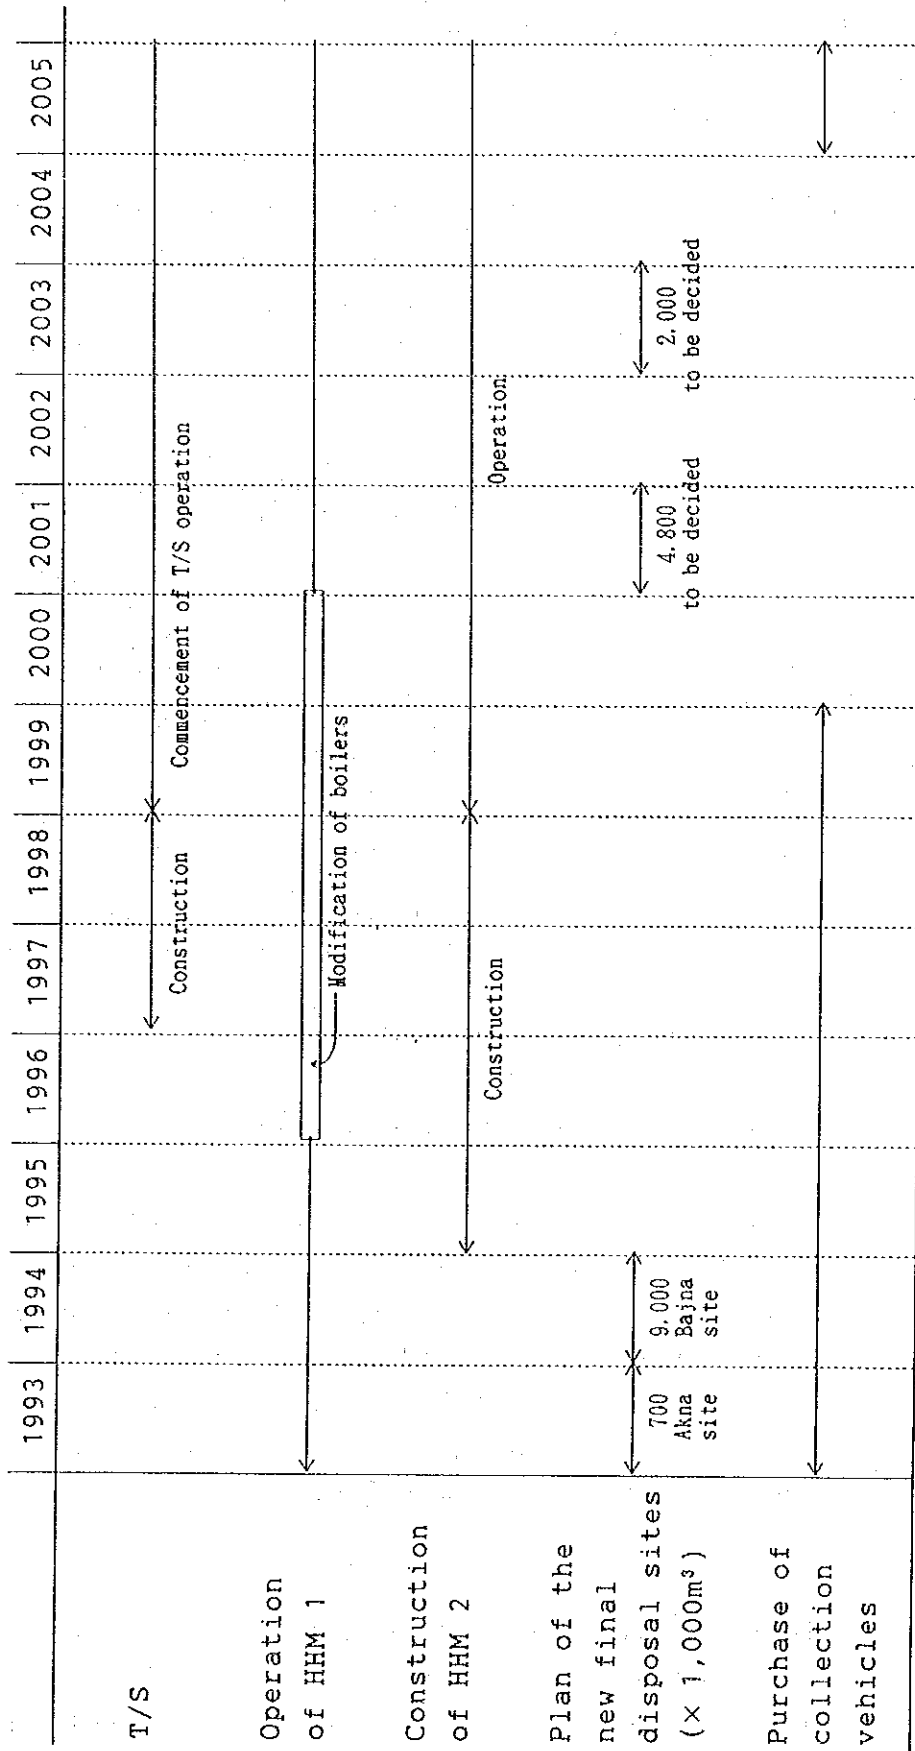 1993 1994 1995 1996 1997 1998 1999 2000 2001 2002 2003 2004 2005
T/S
Construction
Commencement of T/S operation
Operation
of HHM 1
Modification of boilers
Construction
of HHM 2
Construction
Operation
Plan of the
new final
disposal sites
(× 1,000m³)
700
Akna
site
9.000
Bajna
site
4.800
to be decided
2.000
to be decided
Purchase of
collection
vehicles